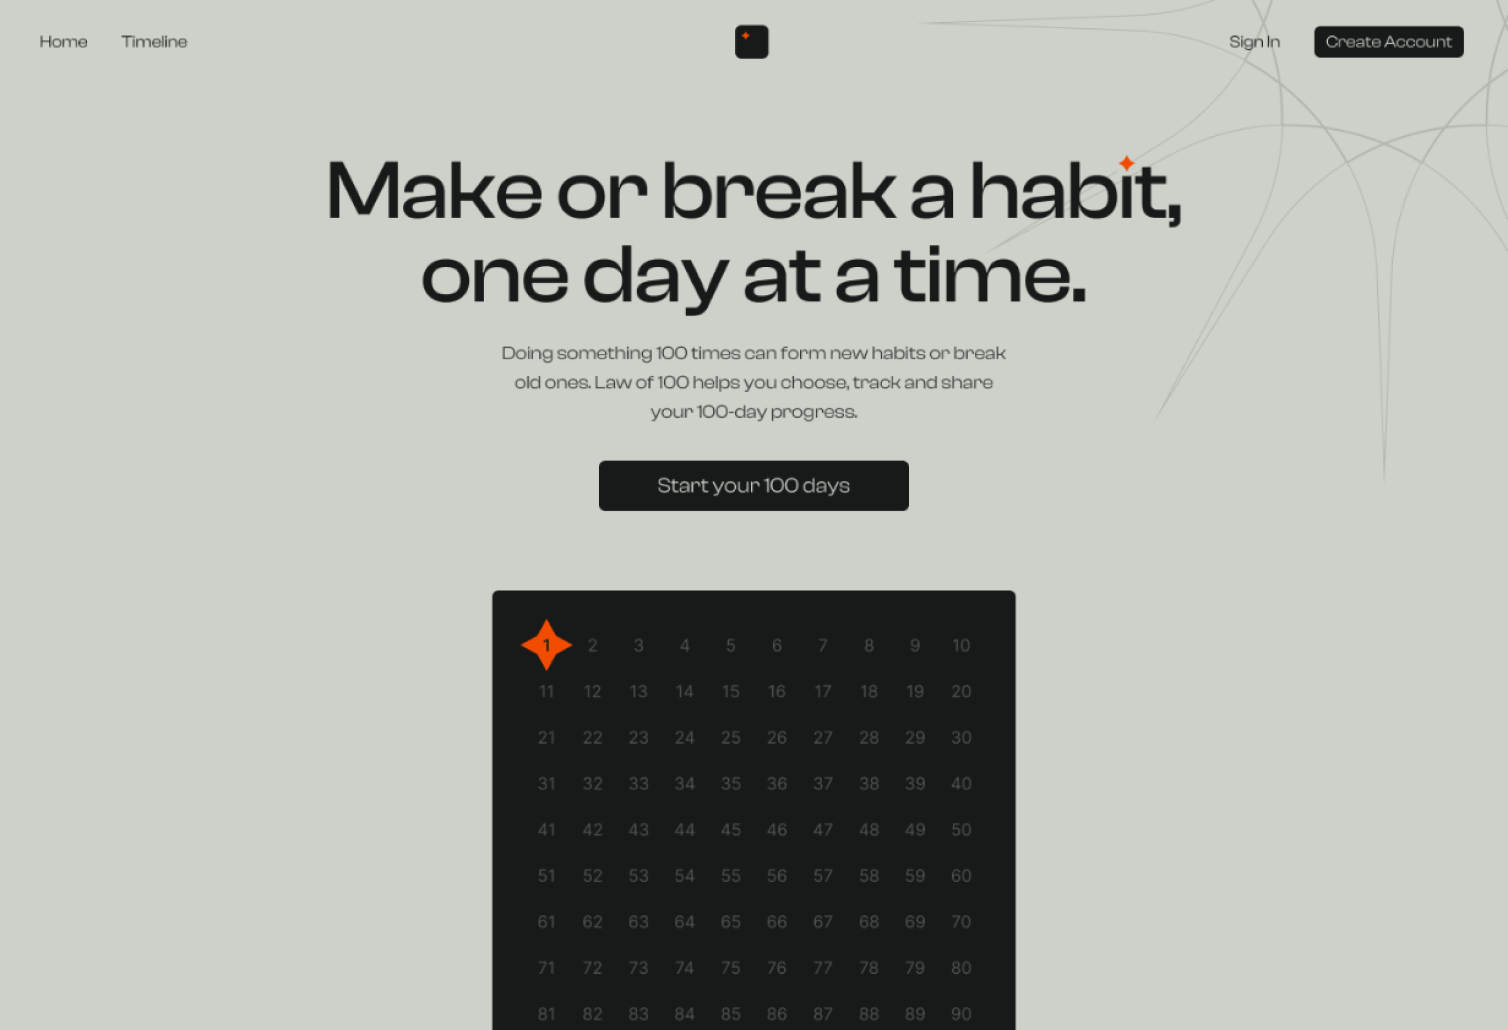 Home Timeline Sign In Create Account
Make or break a habit,
one day at a time.
Doing something 100 times can form new habits or break
old ones. Law of 100 helps you choose, track and share
your 100-day progress.
Start your 100 days
1 2 3 4 5 6 7 8 9 10
11 12 13 14 15 16 17 18 19 20
21 22 23 24 25 26 27 28 29 30
31 32 33 34 35 36 37 38 39 40
41 42 43 44 45 46 47 48 49 50
51 52 53 54 55 56 57 58 59 60
61 62 63 64 65 66 67 68 69 70
71 72 73 74 75 76 77 78 79 80
81 82 83 84 85 86 87 88 89 90